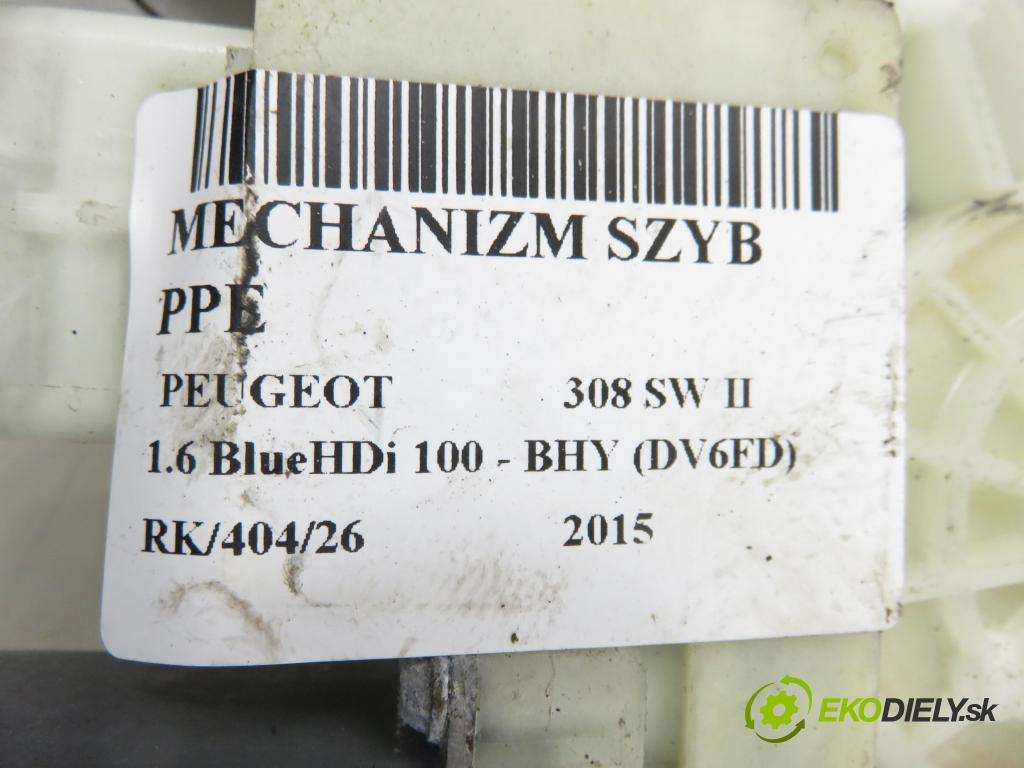 MECHANIZM SZYB
PPE
PEUGEOT 308 SW II
1.6 BlueHDi 100 - BHY (DV6FD)
RK/404/26 2015
EKODIELY.sk